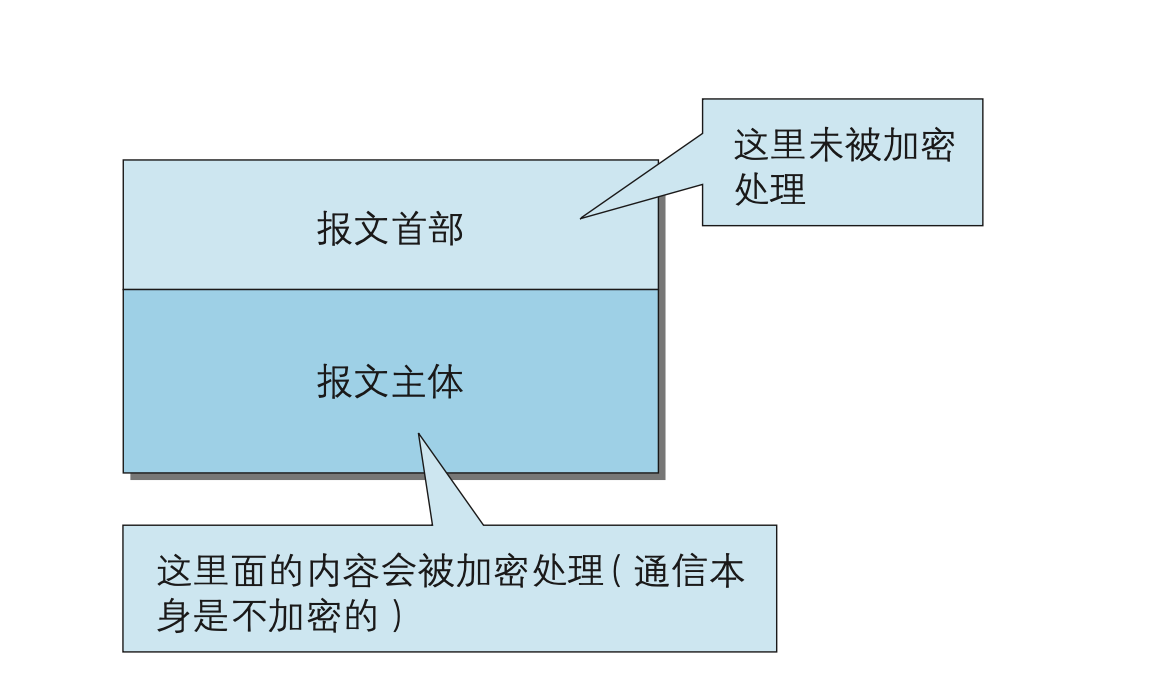 这里未被加密
处理
报文首部
报文主体
这里面的内容会被加密处理(通信本
身是不加密的)